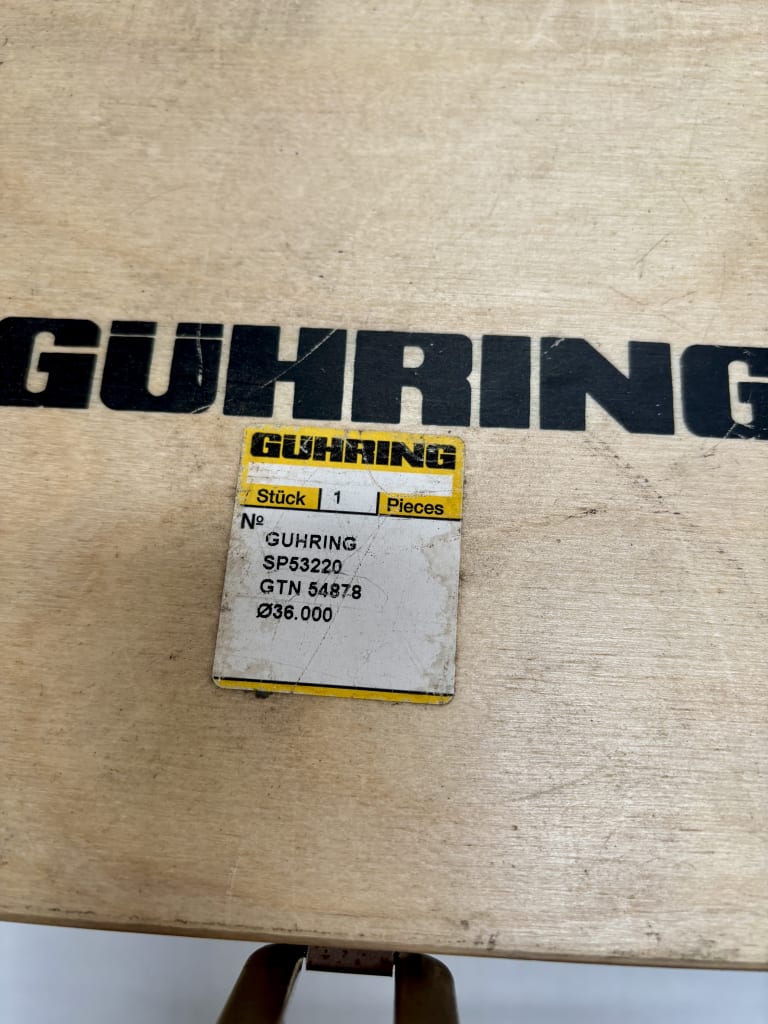 GÜHRING
GÜHRING
Stück 1 Pieces
Nº
GUHRING
SP53220
GTN 54878
Ø36.000